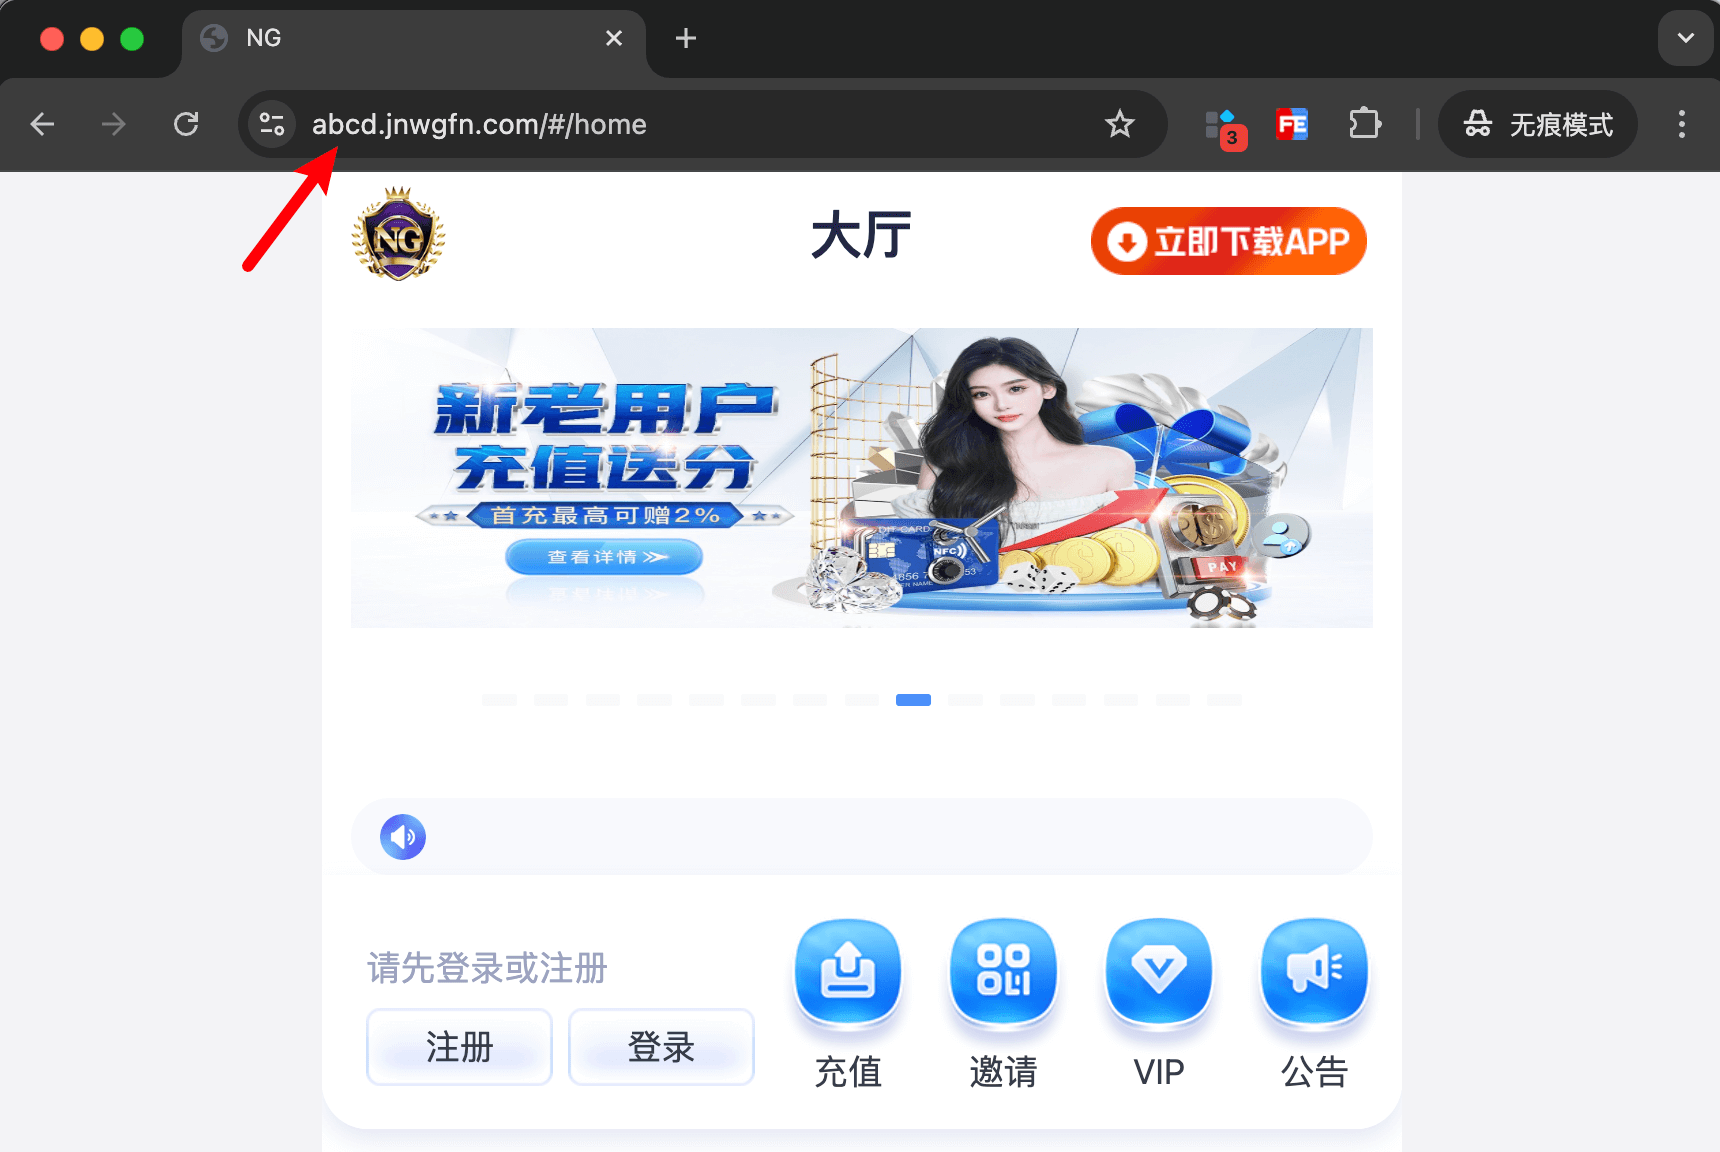 NG
abcd.jnwgfn.com/#/home
3
FE
无痕模式
NG
大厅
立即下载APP
新老用户
充值送分
首充最高可赠2%
查看详情
CREDIT CARD
NFC
PAY
请先登录或注册
注册
登录
充值
邀请
VIP
公告